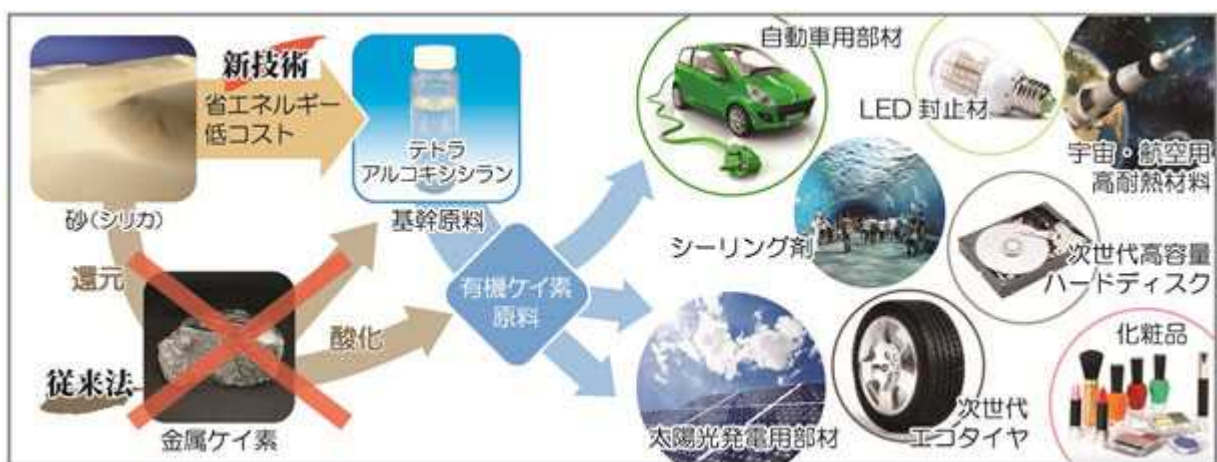 新技術
省エネルギー
低コスト
砂（シリカ）
テトラ
アルコキシシラン
基幹原料
還元
従来法
金属ケイ素
酸化
有機ケイ素
原料
自動車用部材
LED 封止材
宇宙・航空用
高耐熱材料
シーリング剤
次世代高容量
ハードディスク
太陽光発電用部材
次世代
エコタイヤ
化粧品